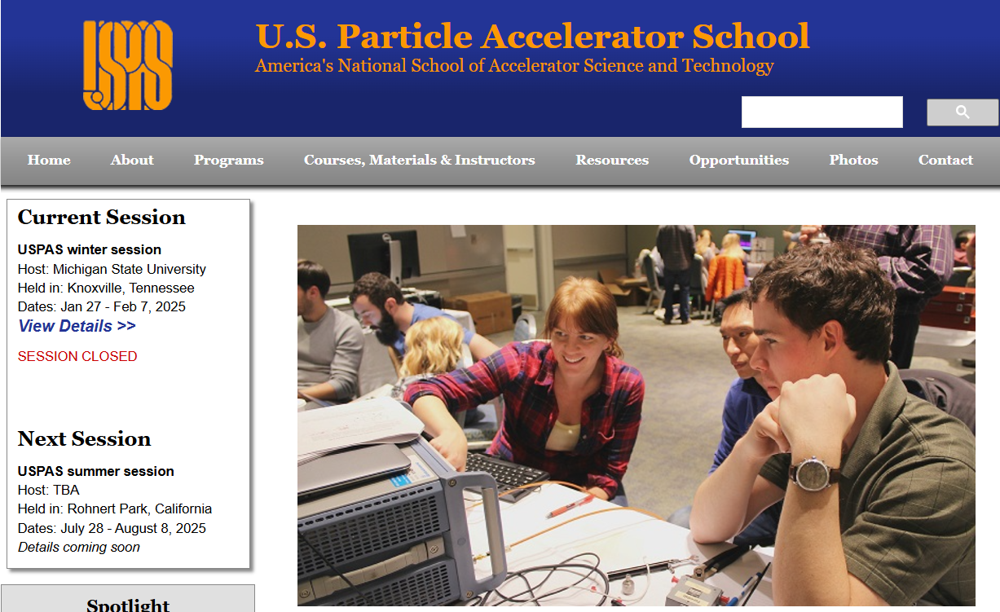 USPAS
U.S. Particle Accelerator School
America's National School of Accelerator Science and Technology
Home About Programs Courses, Materials & Instructors Resources Opportunities Photos Contact
Current Session
USPAS winter session
Host: Michigan State University
Held in: Knoxville, Tennessee
Dates: Jan 27 - Feb 7, 2025
View Details >>
SESSION CLOSED
Next Session
USPAS summer session
Host: TBA
Held in: Rohnert Park, California
Dates: July 28 - August 8, 2025
Details coming soon
Spotlight